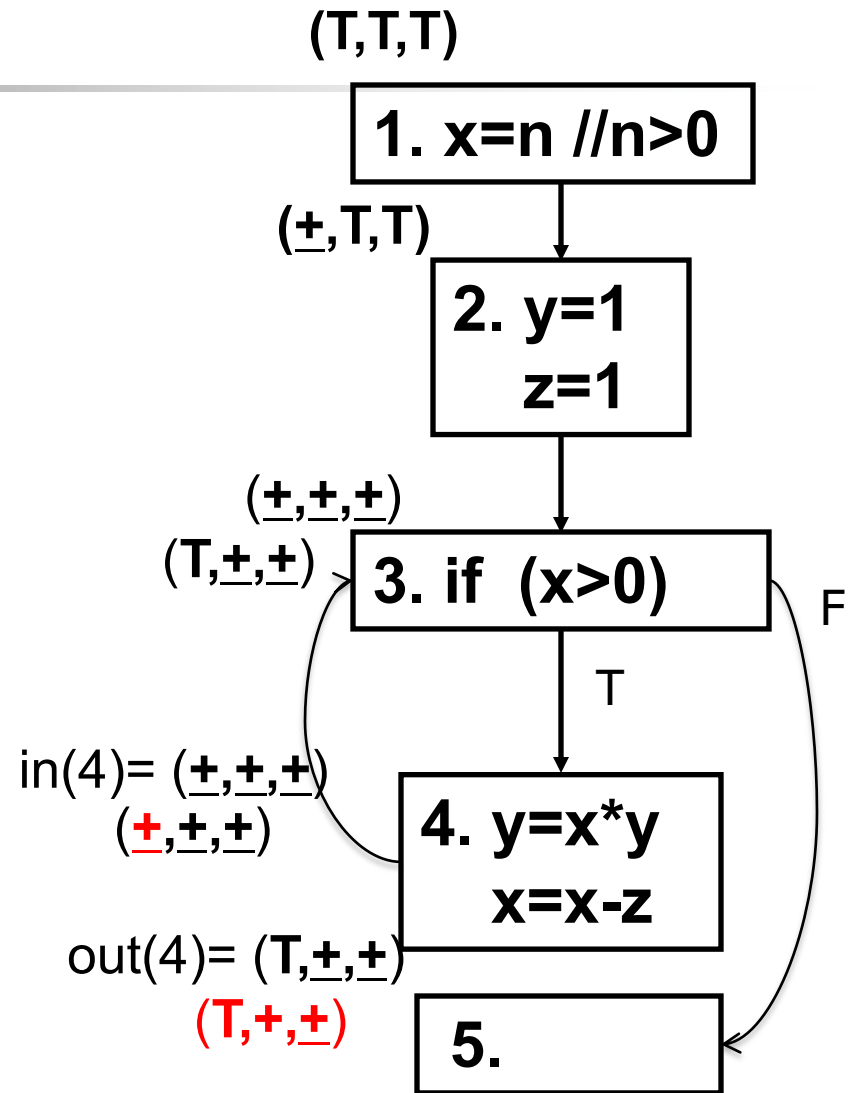 (T,T,T)
1. x=n //n>0
(+,T,T)
2. y=1
z=1
(+,+,+)
(T,+,+)
3. if (x>0)
F
T
in(4)= (+,+,+)
(+,+,+)
4. y=x*y
x=x-z
out(4)= (T,+,+)
(T,+,+)
5.